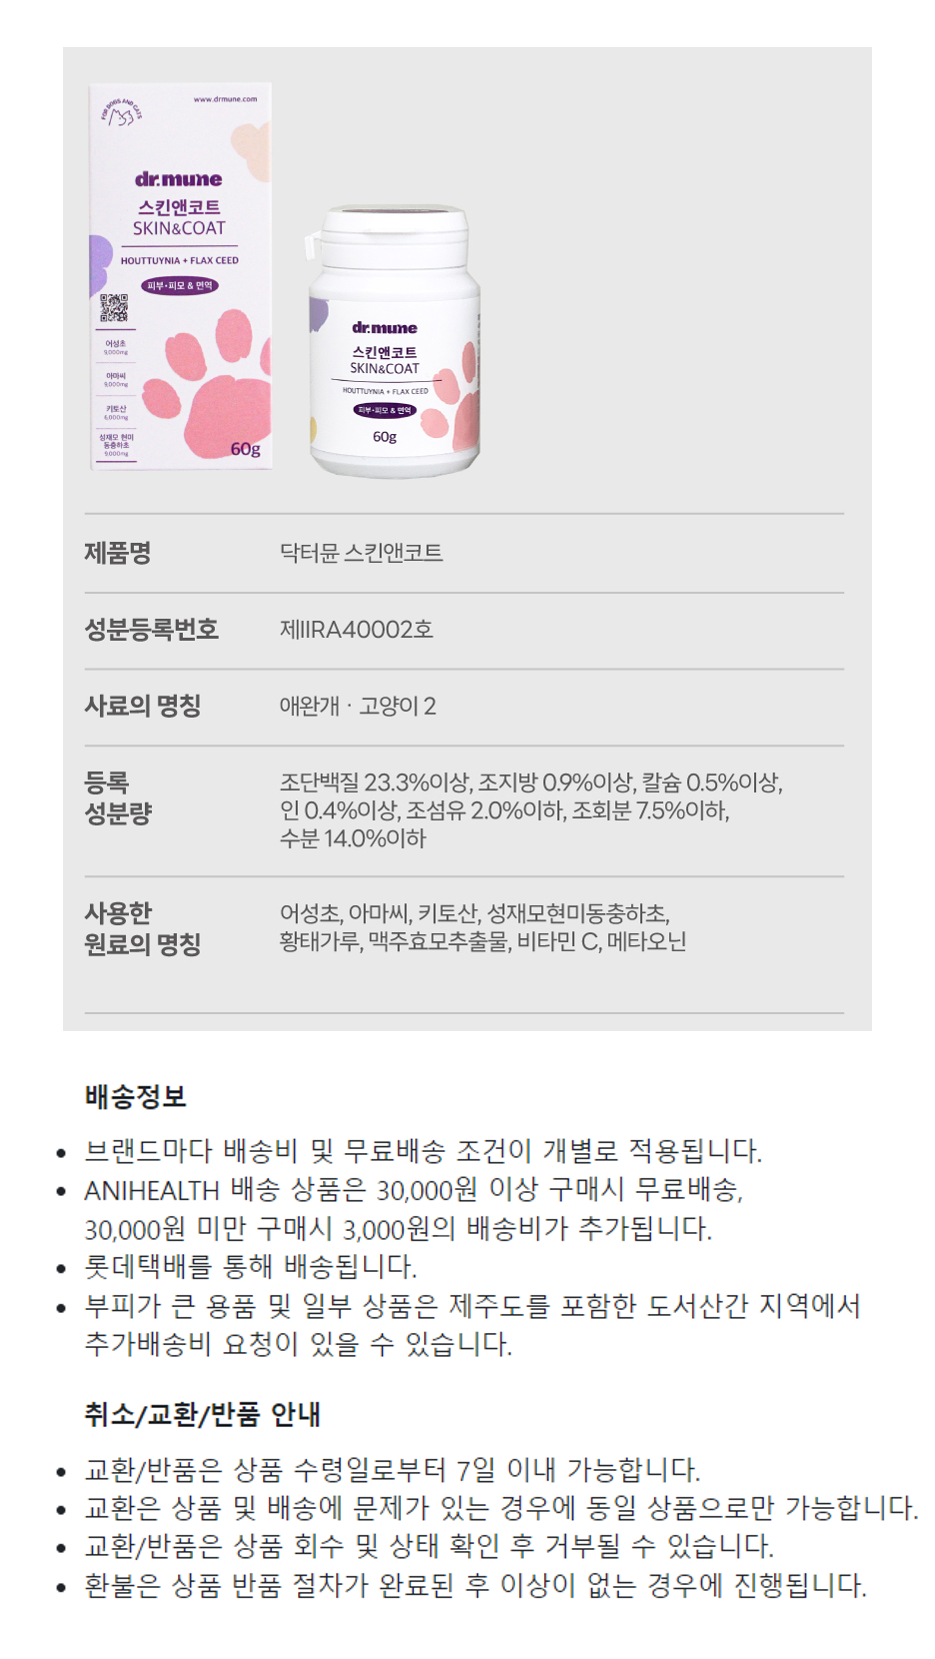 FOR DOGS AND CATS
www.drmune.com
dr.mune
스킨앤코트
SKIN&COAT
HOUTTUYNIA + FLAX CEED
피부·피모 & 면역
어성초
9,000mg
아마씨
9,000mg
키토산
6,000mg
성재모 현미
동충하초
9,000mg
60g
dr.mune
스킨앤코트
SKIN&COAT
HOUTTUYNIA + FLAX CEED
피부·피모 & 면역
60g
제품명
닥터뮨 스킨앤코트
성분등록번호
제IIRA40002호
사료의 명칭
애완개 · 고양이 2
등록
성분량
조단백질 23.3%이상, 조지방 0.9%이상, 칼슘 0.5%이상,
인 0.4%이상, 조섬유 2.0%이하, 조회분 7.5%이하,
수분 14.0%이하
사용한
원료의 명칭
어성초, 아마씨, 키토산, 성재모현미동충하초,
황태가루, 맥주효모추출물, 비타민 C, 메타오닌
배송정보
• 브랜드마다 배송비 및 무료배송 조건이 개별로 적용됩니다.
• ANIHEALTH 배송 상품은 30,000원 이상 구매시 무료배송,
30,000원 미만 구매시 3,000원의 배송비가 추가됩니다.
• 롯데택배를 통해 배송됩니다.
• 부피가 큰 용품 및 일부 상품은 제주도를 포함한 도서산간 지역에서
추가배송비 요청이 있을 수 있습니다.
취소/교환/반품 안내
• 교환/반품은 상품 수령일로부터 7일 이내 가능합니다.
• 교환은 상품 및 배송에 문제가 있는 경우에 동일 상품으로만 가능합니다.
• 교환/반품은 상품 회수 및 상태 확인 후 거부될 수 있습니다.
• 환불은 상품 반품 절차가 완료된 후 이상이 없는 경우에 진행됩니다.